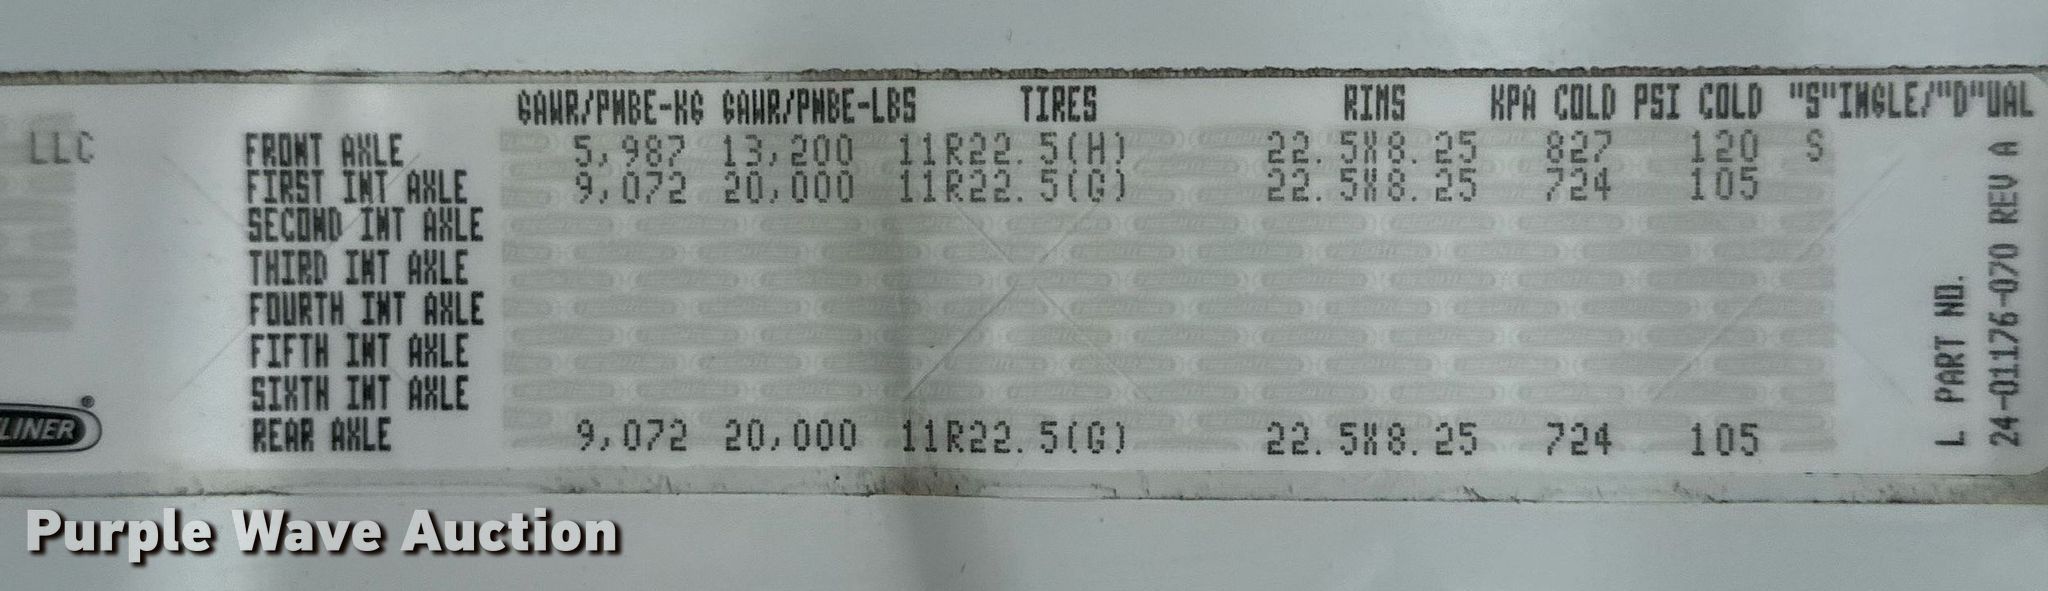 GAWR/PNBE-KG GAWR/PNBE-LBS TIRES RIMS KPA COLD PSI COLD "S"INGLE/"D"UAL
LLC
FRONT AXLE 5,987 13,200 11R22.5(H) 22.5X8.25 827 120 S
FIRST INT AXLE 9,072 20,000 11R22.5(G) 22.5X8.25 724 105
SECOND INT AXLE
THIRD INT AXLE
FOURTH INT AXLE
FIFTH INT AXLE
SIXTH INT AXLE
REAR AXLE 9,072 20,000 11R22.5(G) 22.5X8.25 724 105
LINER®
L PART NO.
24-01176-070 REV A
Purple Wave Auction